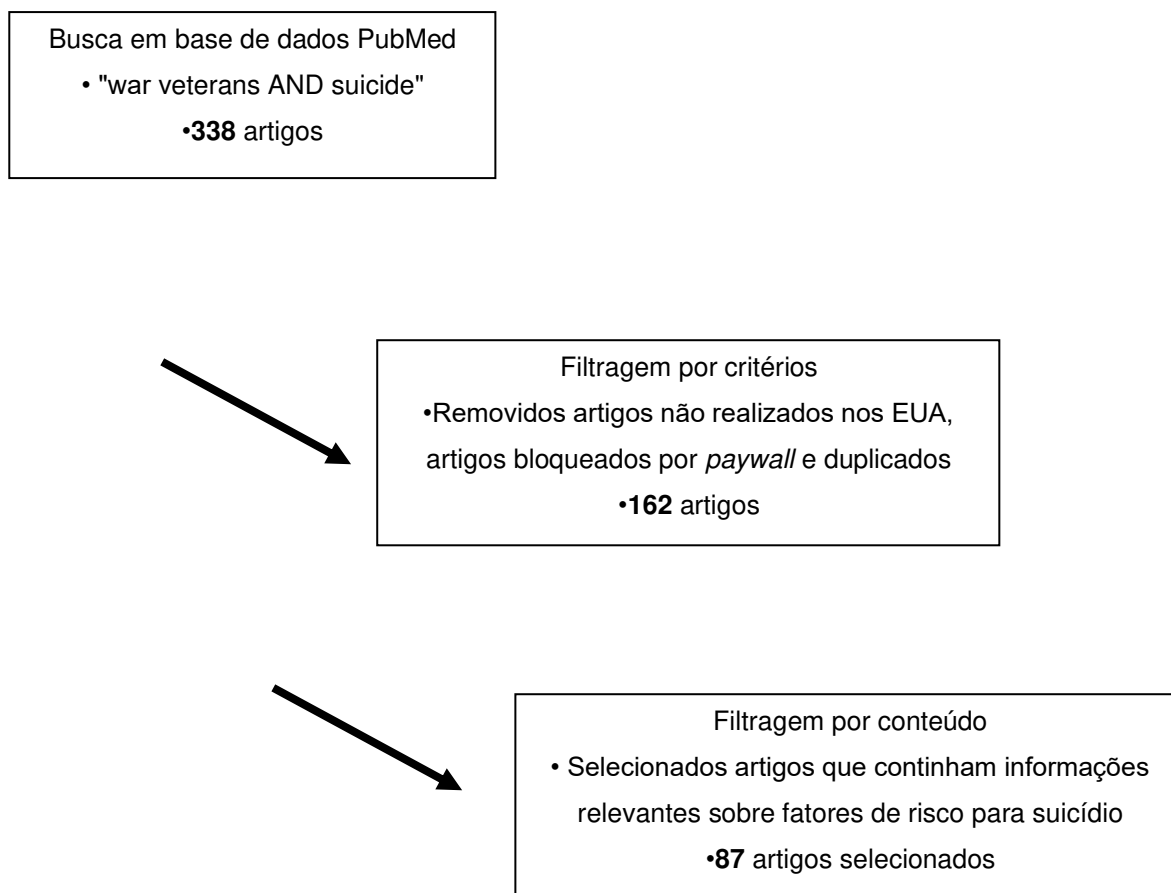 Busca em base de dados PubMed
• "war veterans AND suicide"
•338 artigos
Filtragem por critérios
•Removidos artigos não realizados nos EUA,
artigos bloqueados por paywall e duplicados
•162 artigos
Filtragem por conteúdo
• Selecionados artigos que continham informações
relevantes sobre fatores de risco para suicídio
•87 artigos selecionados